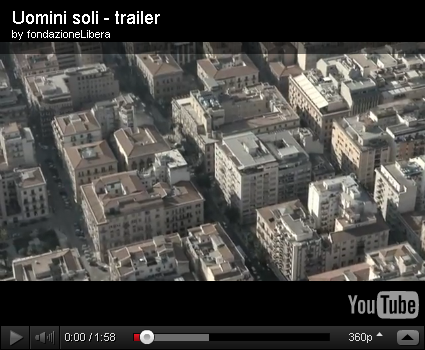 Uomini soli - trailer
by fondazioneLibera
YouTube
0:00 / 1:58
360p